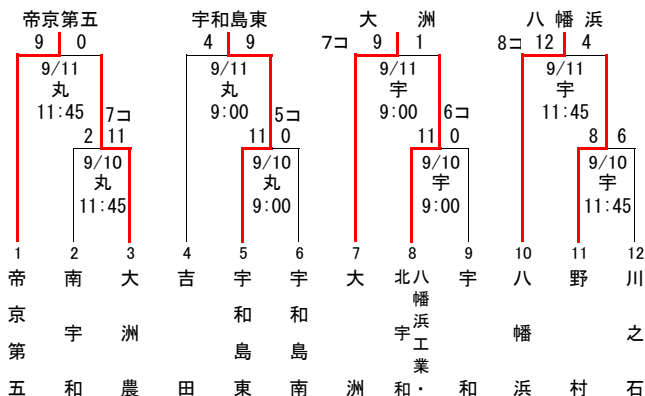 帝京第五 宇和島東 大洲 八幡浜
9 0 4 9 7コ 9 1 8コ 12 4
9/11 9/11 9/11 9/11
丸 丸 宇 宇
11:45 9:00 9:00 11:45
7コ 5コ 6コ
2 11 11 0 11 0 8 6
9/10 9/10 9/10 9/10
丸 丸 宇 宇
11:45 9:00 9:00 11:45
1 2 3 4 5 6 7 8 9 10 11 12
帝京第五
南宇和
大洲農
吉田
宇和島東
宇和島南
大洲
八幡浜工業・
北宇和
宇和
八幡浜
野村
川之石